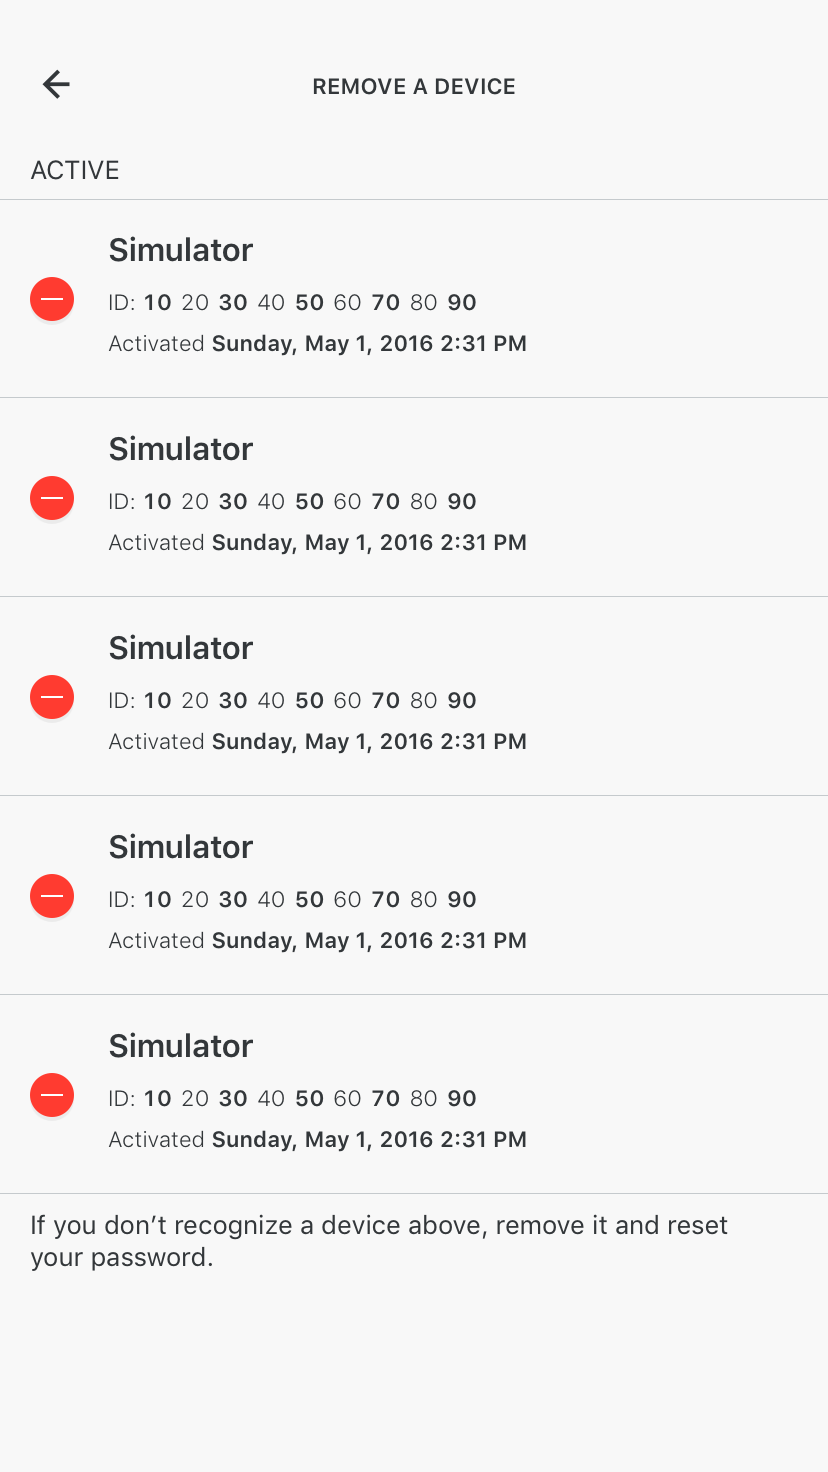 REMOVE A DEVICE
ACTIVE
Simulator
ID: 10 20 30 40 50 60 70 80 90
Activated Sunday, May 1, 2016 2:31 PM
Simulator
ID: 10 20 30 40 50 60 70 80 90
Activated Sunday, May 1, 2016 2:31 PM
Simulator
ID: 10 20 30 40 50 60 70 80 90
Activated Sunday, May 1, 2016 2:31 PM
Simulator
ID: 10 20 30 40 50 60 70 80 90
Activated Sunday, May 1, 2016 2:31 PM
Simulator
ID: 10 20 30 40 50 60 70 80 90
Activated Sunday, May 1, 2016 2:31 PM
If you don’t recognize a device above, remove it and reset
your password.